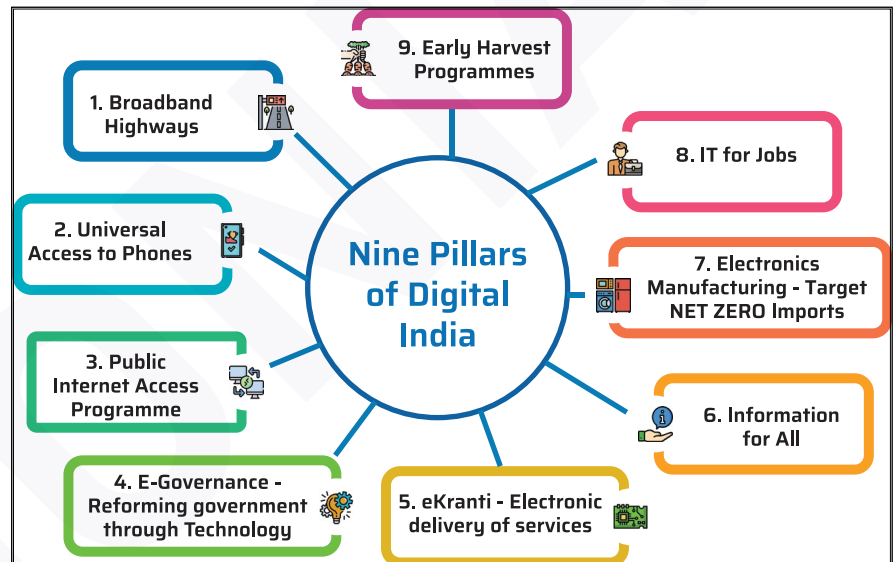 Nine Pillars
of Digital
India
1. Broadband
Highways
2. Universal
Access to Phones
3. Public
Internet Access
Programme
4. E-Governance -
Reforming government
through Technology
5. eKranti - Electronic
delivery of services
6. Information
for All
7. Electronics
Manufacturing - Target
NET ZERO Imports
8. IT for Jobs
9. Early Harvest
Programmes